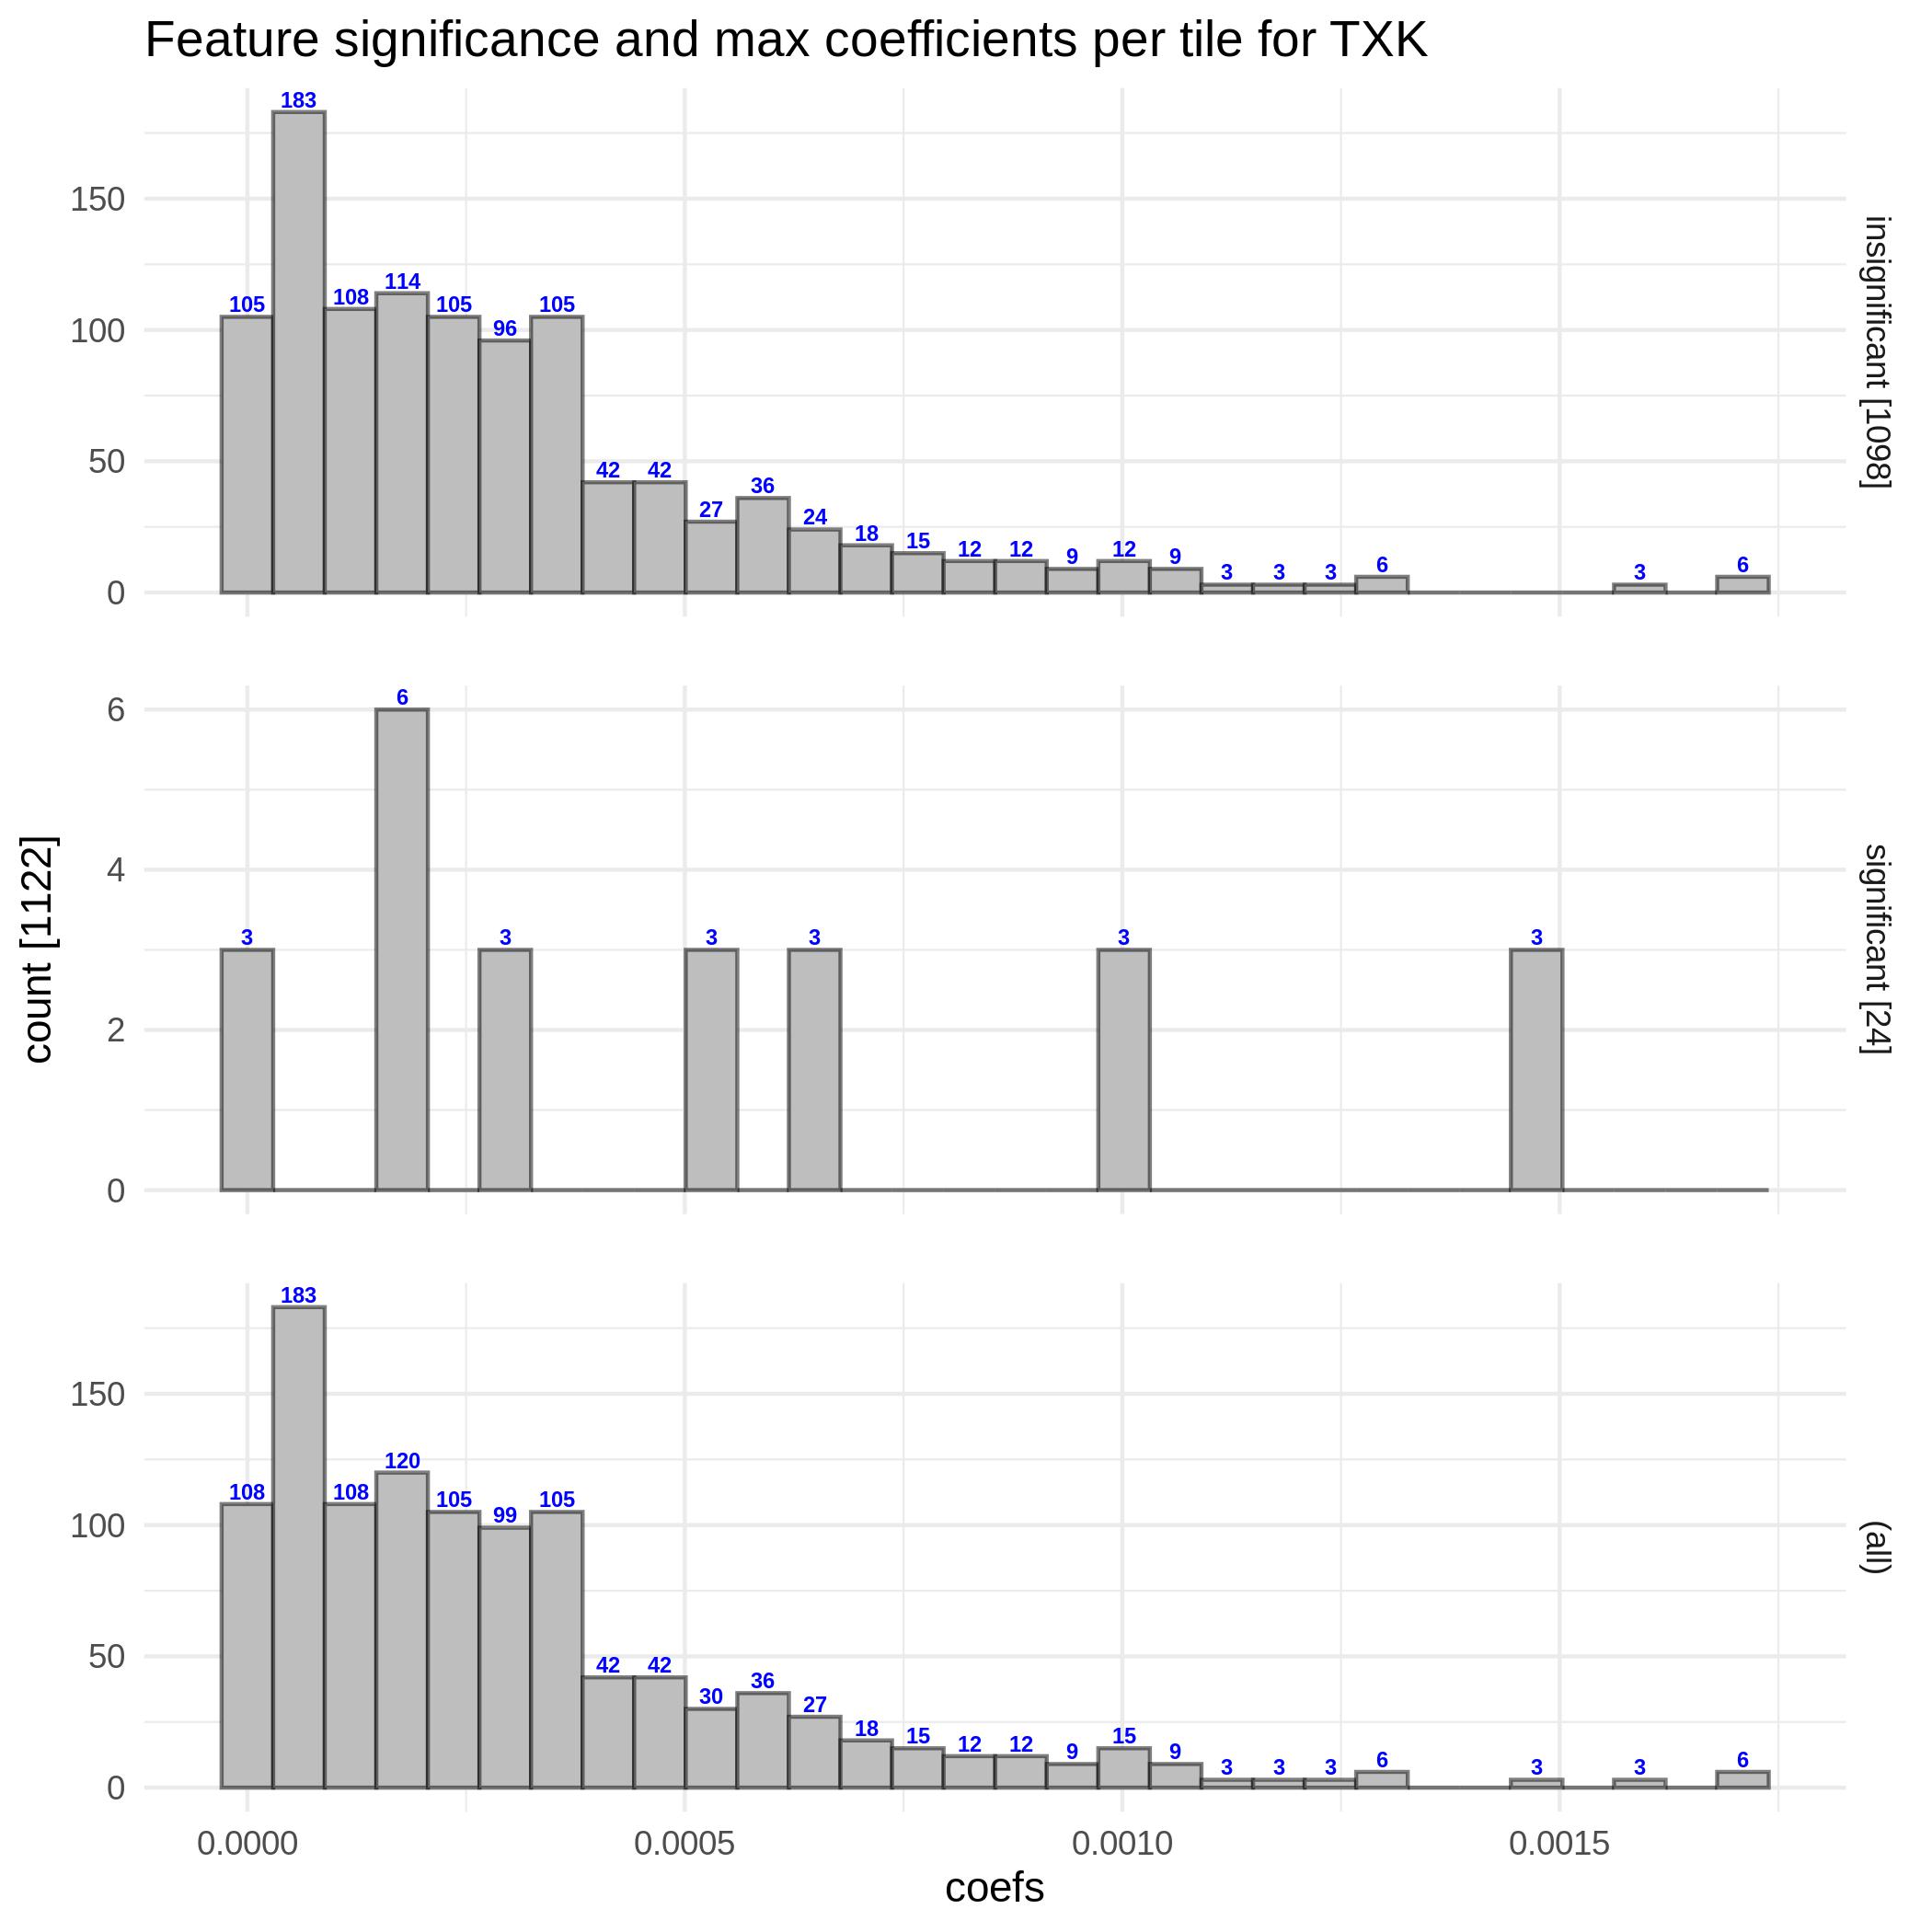 Feature significance and max coefficients per tile for TXK
183
150
105 108 114 105 96 105
100
50
42 42 27 36 24 18 15 12 12 9 12 9 3 3 3 6 3 6
0
insignificant [1098]
6
6
4
3 3 3 3 3 3
2
0
significant [24]
count [1122]
183
150
108 108 120 105 99 105
100
50
42 42 30 36 27 18 15 12 12 9 15 9 3 3 3 6 3 3 6
0
(all)
0.0000 0.0005 0.0010 0.0015
coefs